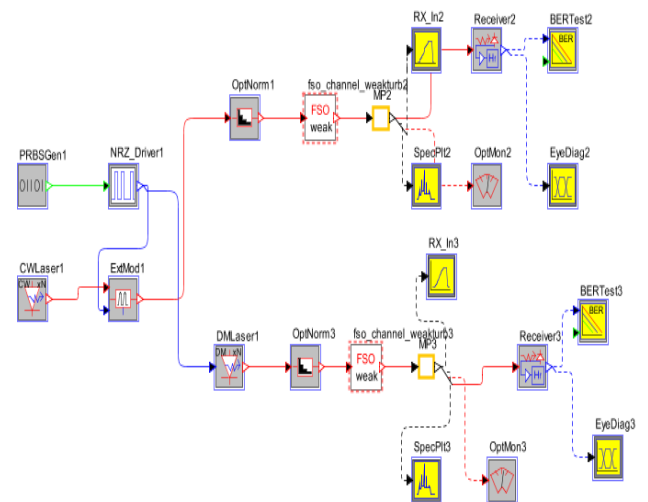 RX_In2
Receiver2
BERTest2
BER
OptNorm1
fso_channel_weakturb2
MP2
FSO
weak
PRBSGen1
NRZ_Driver1
SpecPlt2
OptMon2
EyeDiag2
01101
CWLaser1
ExtMod1
RX_In3
BERTest3
BER
DMLaser1
OptNorm3
fso_channel_weakturb3
MP3
Receiver3
FSO
weak
SpecPlt3
OptMon3
EyeDiag3